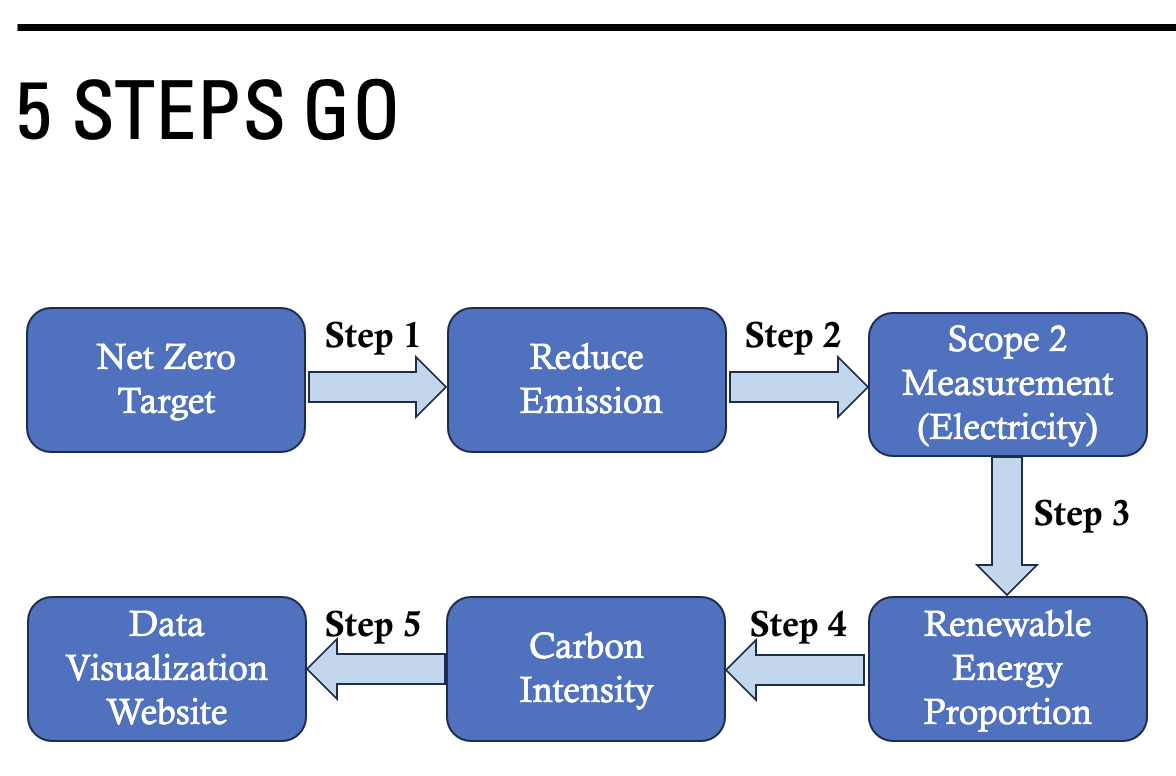 5 STEPS GO
Net Zero
Target
Step 1
Reduce
Emission
Step 2
Scope 2
Measurement
(Electricity)
Step 3
Renewable
Energy
Proportion
Step 4
Carbon
Intensity
Step 5
Data
Visualization
Website